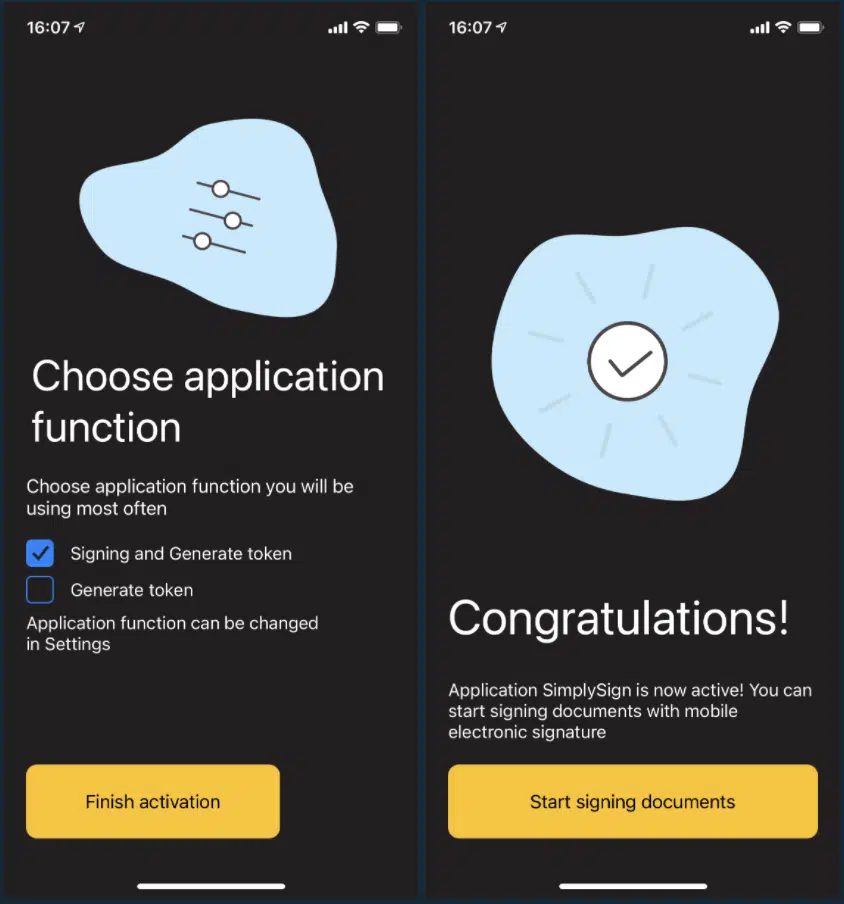 16:07
Choose application
function
Choose application function you will be
using most often
Signing and Generate token
Generate token
Application function can be changed
in Settings
Finish activation
16:07
Congratulations!
Application SimplySign is now active! You can
start signing documents with mobile
electronic signature
Start signing documents